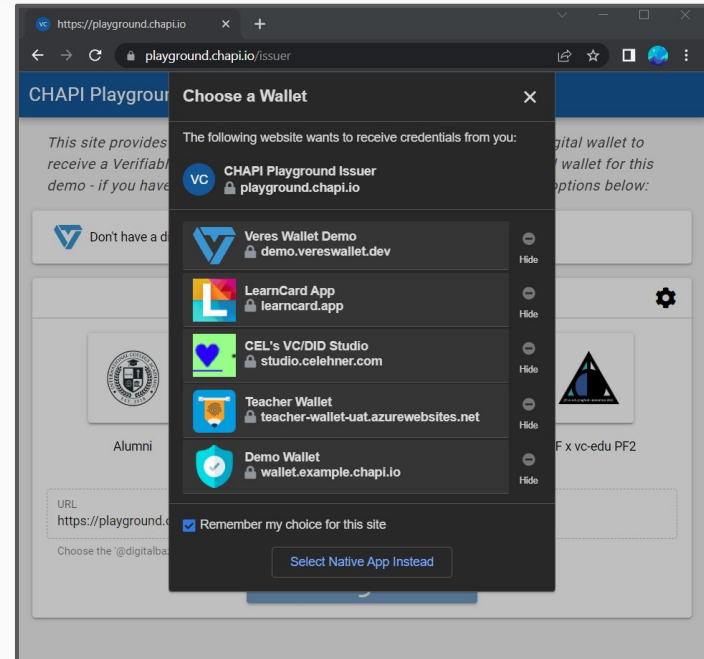 VC https://playground.chapi.io
playground.chapi.io/issuer
CHAPI Playgroun
Choose a Wallet
The following website wants to receive credentials from you:
VC CHAPI Playground Issuer
playground.chapi.io
This site provides
gital wallet to
receive a Verifiabl
wallet for this
demo - if you have
options below:
Don't have a di
Veres Wallet Demo
demo.vereswallet.dev
Hide
LearnCard App
learncard.app
Hide
CEL's VC/DID Studio
studio.celehner.com
Hide
Teacher Wallet
teacher-wallet-uat.azurewebsites.net
Hide
Demo Wallet
wallet.example.chapi.io
Hide
Alumni
F x vc-edu PF2
URL
https://playground.c
Choose the '@digitalba
Remember my choice for this site
Select Native App Instead